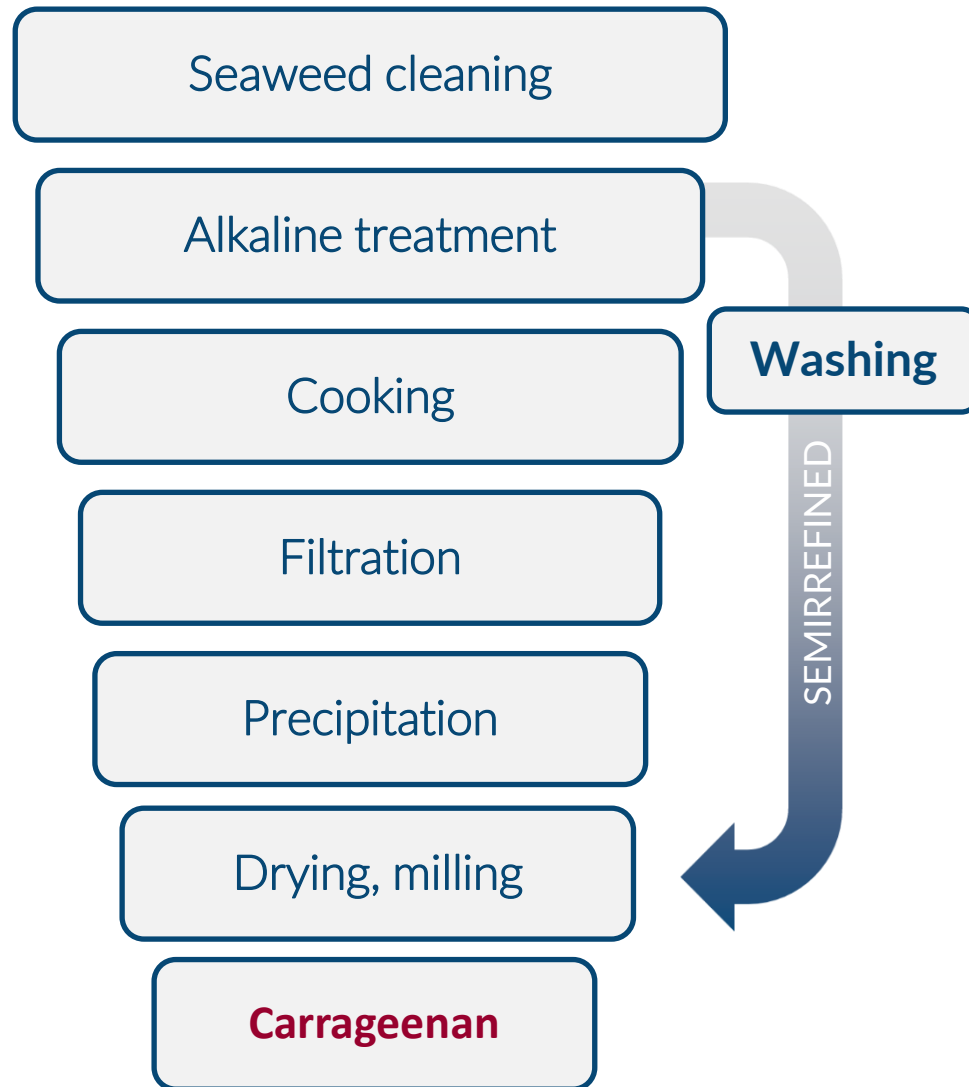 Seaweed cleaning
Alkaline treatment
Washing
Cooking
SEMIRREFINED
Filtration
Precipitation
Drying, milling
Carrageenan